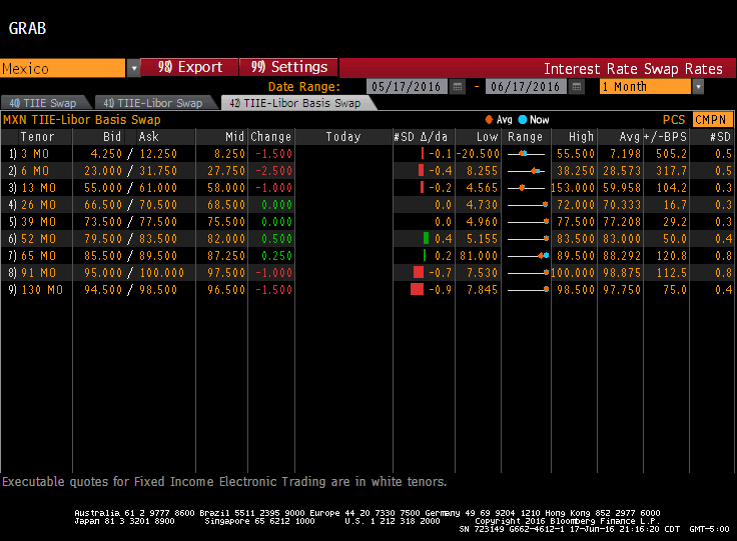 GRAB
Mexico 98) Export 99) Settings Interest Rate Swap Rates
Date Range: 05/17/2016 - 06/17/2016 1 Month
40) TIIE Swap 41) TIIE-Libor Swap 42) TIIE-Libor Basis Swap
MXN TIIE-Libor Basis Swap Avg Now PCS CMPN
Tenor Bid Ask Mid Change Today #SD Δ/da Low Range High Avg +/-BPS #SD
1) 3 MO 4.250 / 12.250 8.250 -1.500 -0.1 -20.500 55.500 7.198 505.2 0.5
2) 6 MO 23.000 / 31.750 27.750 -2.500 -0.4 8.255 38.250 28.573 317.7 0.5
3) 13 MO 55.000 / 61.000 58.000 -1.000 -0.2 4.565 153.000 59.958 104.2 0.3
4) 26 MO 66.500 / 70.500 68.500 0.000 0.0 4.730 72.000 70.333 16.7 0.3
5) 39 MO 73.500 / 77.500 75.500 0.000 0.0 4.960 77.500 77.208 29.2 0.3
6) 52 MO 79.500 / 83.500 82.000 0.500 0.4 5.155 83.500 83.000 50.0 0.4
7) 65 MO 85.500 / 89.500 87.250 0.250 0.2 81.000 89.500 88.292 120.8 0.8
8) 91 MO 95.000 / 100.000 97.500 -1.000 -0.7 7.530 100.000 98.875 112.5 0.8
9) 130 MO 94.500 / 98.500 96.500 -1.500 -0.9 7.845 98.500 97.750 75.0 0.4
Executable quotes for Fixed Income Electronic Trading are in white tenors.
Australia 61 2 9777 8600 Brazil 5511 2395 9000 Europe 44 20 7330 7500 Germany 49 69 9204 1210 Hong Kong 852 2977 6000
Japan 81 3 3201 8900 Singapore 65 6212 1000 U.S. 1 212 318 2000 Copyright 2016 Bloomberg Finance L.P.
SN 723149 G662-4612-1 17-Jun-16 21:16:20 CDT GMT-5:00